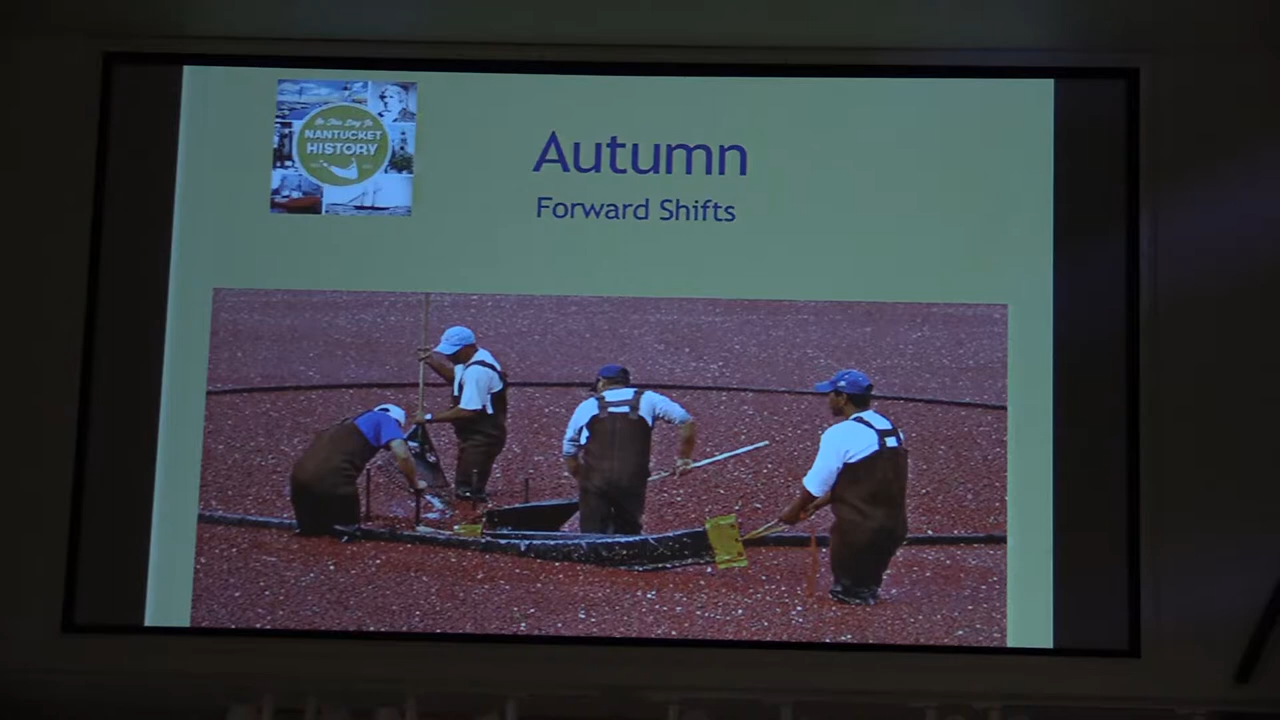 On This Day In
NANTUCKET
HISTORY
Autumn
Forward Shifts